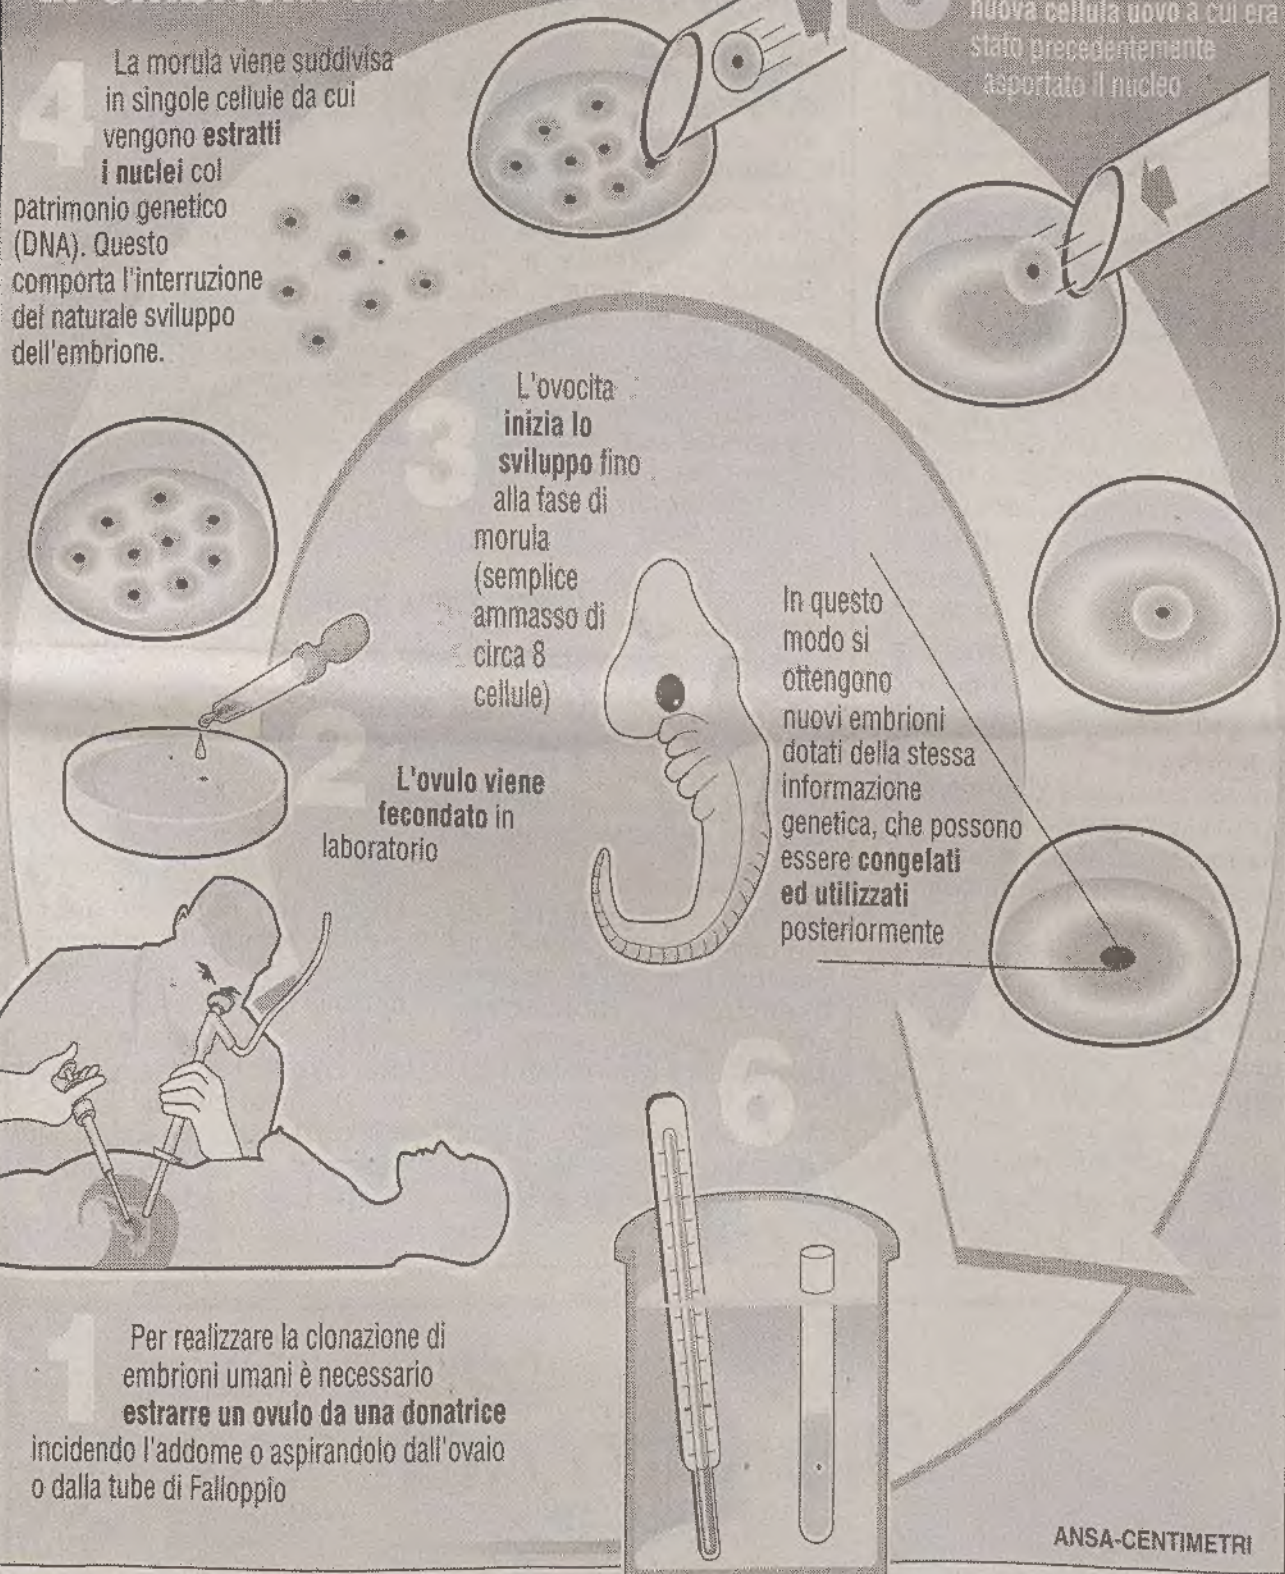 4
La morula viene suddivisa
in singole cellule da cui
vengono estratti
i nuclei col
patrimonio genetico
(DNA). Questo
comporta l'interruzione
del naturale sviluppo
dell'embrione.
nuova cellula uovo a cui era
stato precedentemente
asportato il nucleo
3
L'ovocita
inizia lo
sviluppo fino
alla fase di
morula
(semplice
ammasso di
circa 8
cellule)
2
L'ovulo viene
fecondato in
laboratorio
In questo
modo si
ottengono
nuovi embrioni
dotati della stessa
informazione
genetica, che possono
essere congelati
ed utilizzati
posteriormente
6
1
Per realizzare la clonazione di
embrioni umani è necessario
estrarre un ovulo da una donatrice
incidendo l'addome o aspirandolo dall'ovaio
o dalla tube di Falloppio
ANSA-CENTIMETRI